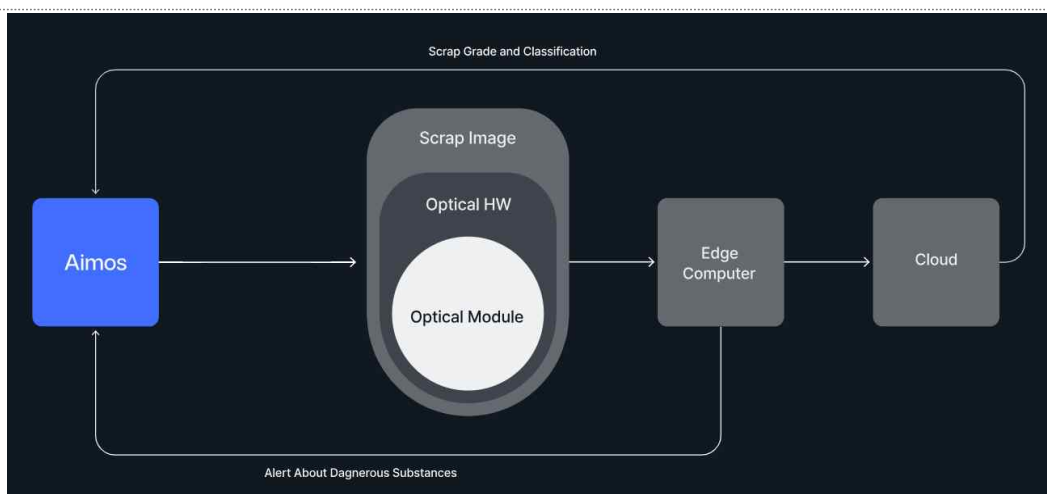 Scrap Grade and Classification
Scrap Image
Optical HW
Aimos
Optical Module
Edge
Computer
Cloud
Alert About Dagnerous Substances